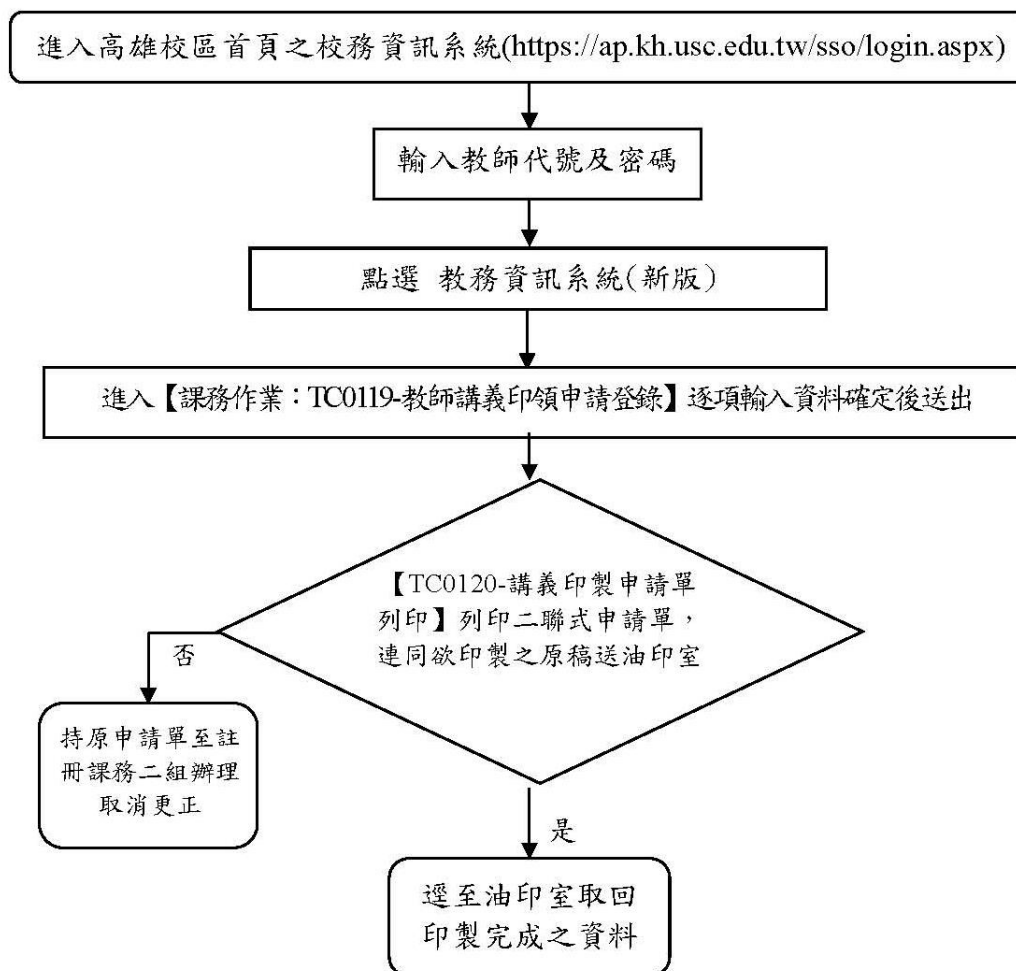 進入高雄校區首頁之校務資訊系統(https://ap.kh.usc.edu.tw/sso/login.aspx)
輸入教師代號及密碼
點選 教務資訊系統(新版)
進入【課務作業：TC0119-教師講義印領申請登錄】逐項輸入資料確定後送出
【TC0120-講義印製申請單
列印】列印二聯式申請單，
連同欲印製之原稿送油印室
否
持原申請單至註
冊課務二組辦理
取消更正
是
逕至油印室取回
印製完成之資料